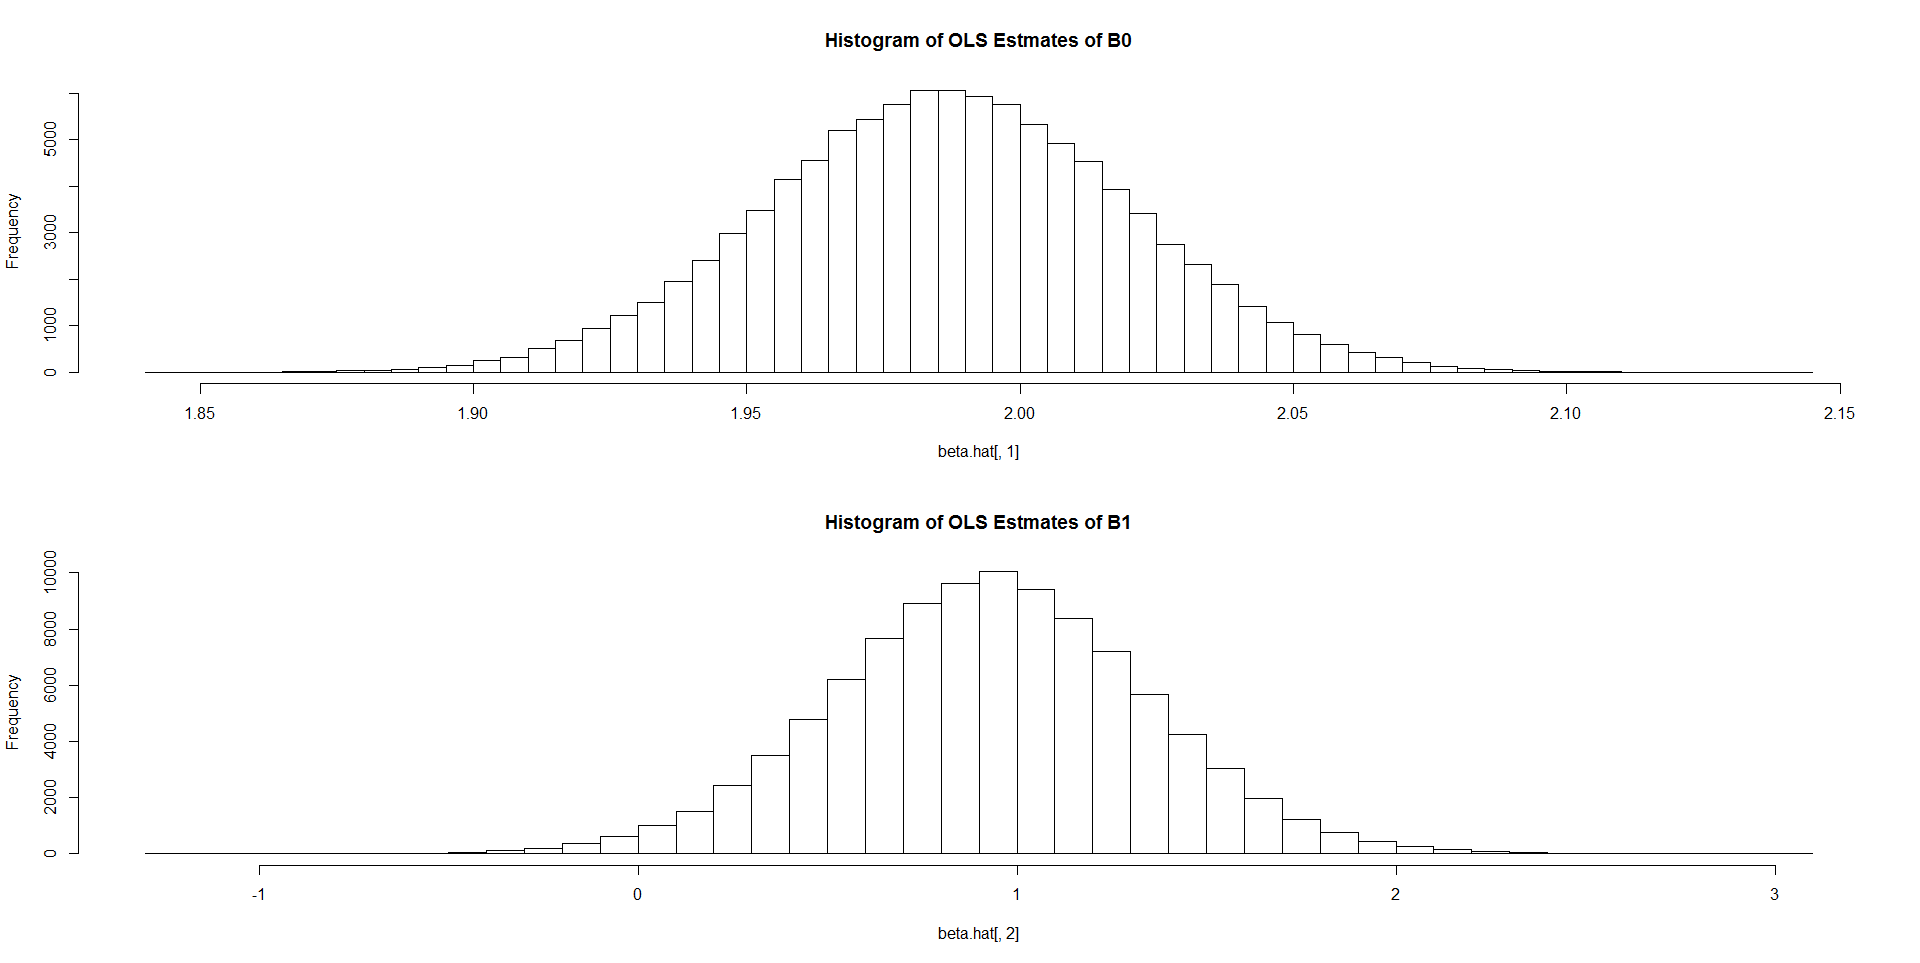 Histogram of OLS Estmates of B0
Frequency
5000
3000
1000
0
1.85 1.90 1.95 2.00 2.05 2.10 2.15
beta.hat[, 1]
Histogram of OLS Estmates of B1
Frequency
10000
8000
6000
4000
2000
0
-1 0 1 2 3
beta.hat[, 2]